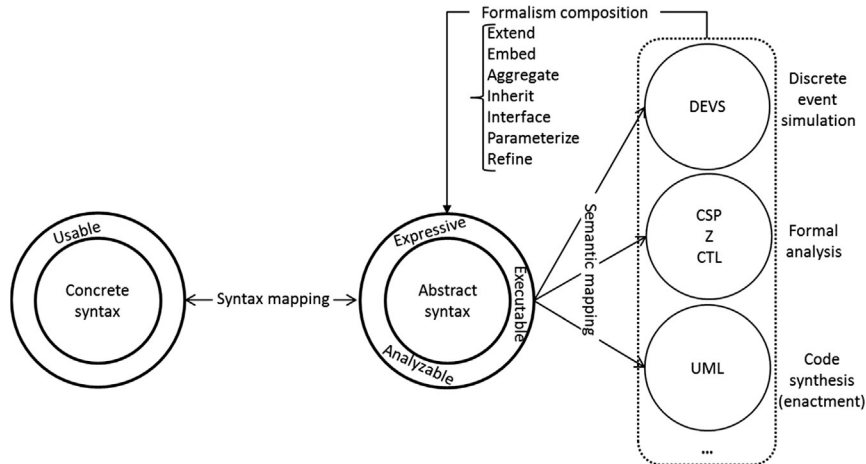 Formalism composition
Extend
Embed
Aggregate
Inherit
Interface
Parameterize
Refine
DEVS
Discrete
event
simulation
Usable
Concrete
syntax
Syntax mapping
Expressive
Executable
Analyzable
Abstract
syntax
Semantic mapping
CSP
Z
CTL
Formal
analysis
UML
Code
synthesis
(enactment)
...